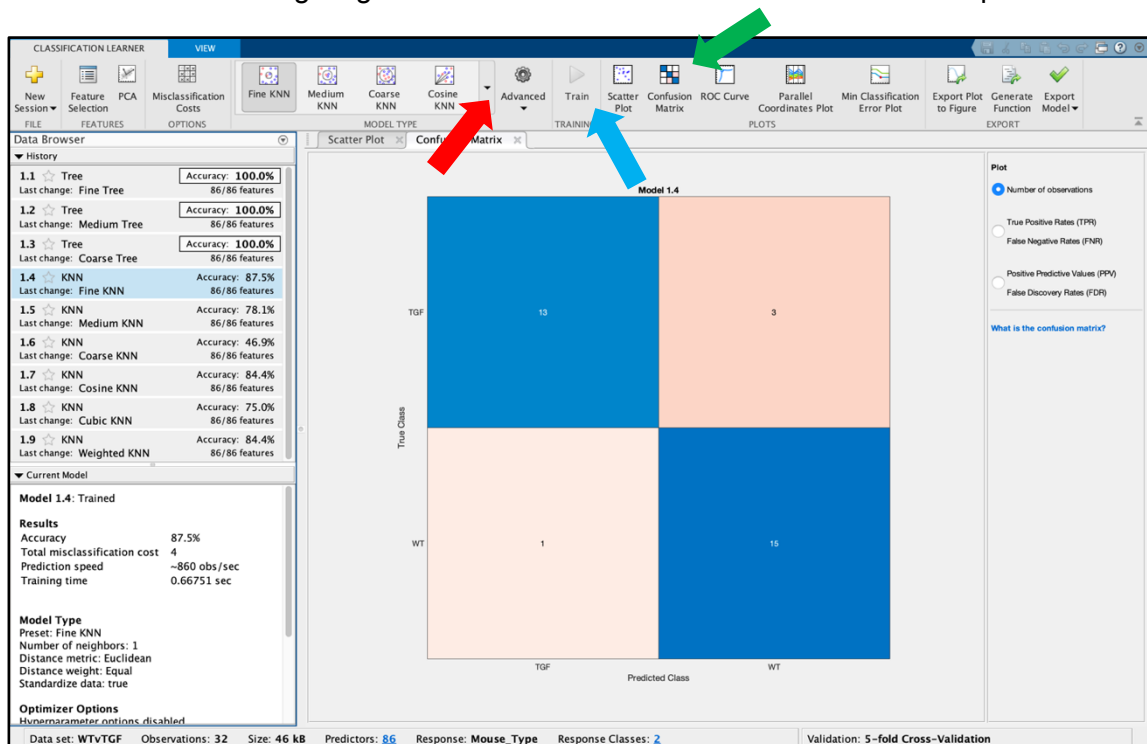 CLASSIFICATION LEARNER VIEW
New Session Feature Selection PCA Misclassification Costs Fine KNN Medium KNN Coarse KNN Cosine KNN Advanced Train Scatter Plot Confusion Matrix ROC Curve Parallel Coordinates Plot Min Classification Error Plot Export Plot to Figure Generate Function Export Model
FILE FEATURES OPTIONS MODEL TYPE TRAINING PLOTS EXPORT
Data Browser
Scatter Plot Matrix
History
1.1 Tree Accuracy: 100.0%
Last change: Fine Tree 86/86 features
1.2 Tree Accuracy: 100.0%
Last change: Medium Tree 86/86 features
1.3 Tree Accuracy: 100.0%
Last change: Coarse Tree 86/86 features
1.4 KNN Accuracy: 87.5%
Last change: Fine KNN 86/86 features
1.5 KNN Accuracy: 78.1%
Last change: Medium KNN 86/86 features
1.6 KNN Accuracy: 46.9%
Last change: Coarse KNN 86/86 features
1.7 KNN Accuracy: 84.4%
Last change: Cosine KNN 86/86 features
1.8 KNN Accuracy: 75.0%
Last change: Cubic KNN 86/86 features
1.9 KNN Accuracy: 84.4%
Last change: Weighted KNN 86/86 features
Current Model
Model 1.4: Trained
Results
Accuracy 87.5%
Total misclassification cost 4
Prediction speed ~860 obs/sec
Training time 0.66751 sec
Model Type
Preset: Fine KNN
Number of neighbors: 1
Distance metric: Euclidean
Distance weight: Equal
Standardize data: true
Optimizer Options
Hyperparameter options disabled
Model 1.4
TGF 13 3
WT 1 15
True Class
TGF WT
Predicted Class
Plot
Number of observations
True Positive Rates (TPR)
False Negative Rates (FNR)
Positive Predictive Values (PPV)
False Discovery Rates (FDR)
What is the confusion matrix?
Data set: WTvTGF Observations: 32 Size: 46 kB Predictors: 86 Response: Mouse_Type Response Classes: 2 Validation: 5-fold Cross-Validation